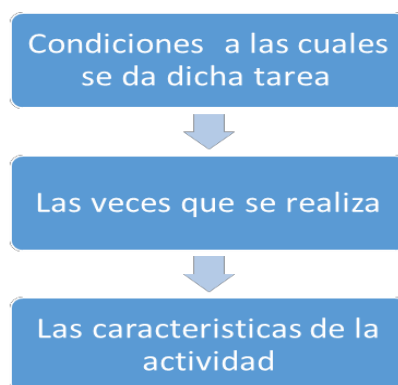 Condiciones a las cuales
se da dicha tarea
Las veces que se realiza
Las caracteristicas de la
actividad